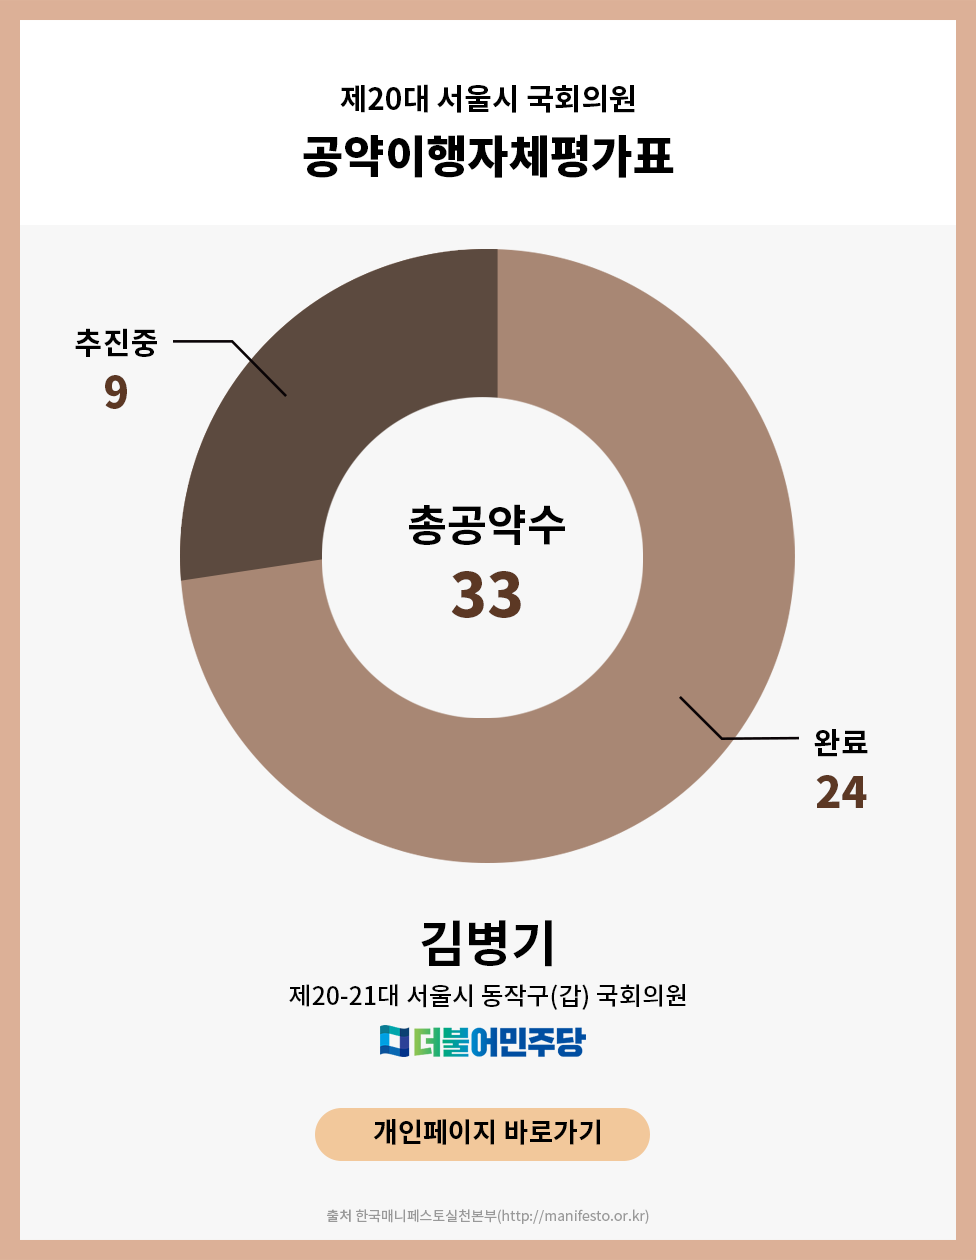 제20대 서울시 국회의원
공약이행자체평가표
추진중
9
총공약수
33
완료
24
김병기
제20-21대 서울시 동작구(갑) 국회의원
더불어민주당
개인페이지 바로가기
출처 한국매니페스토실천본부(http://manifesto.or.kr)